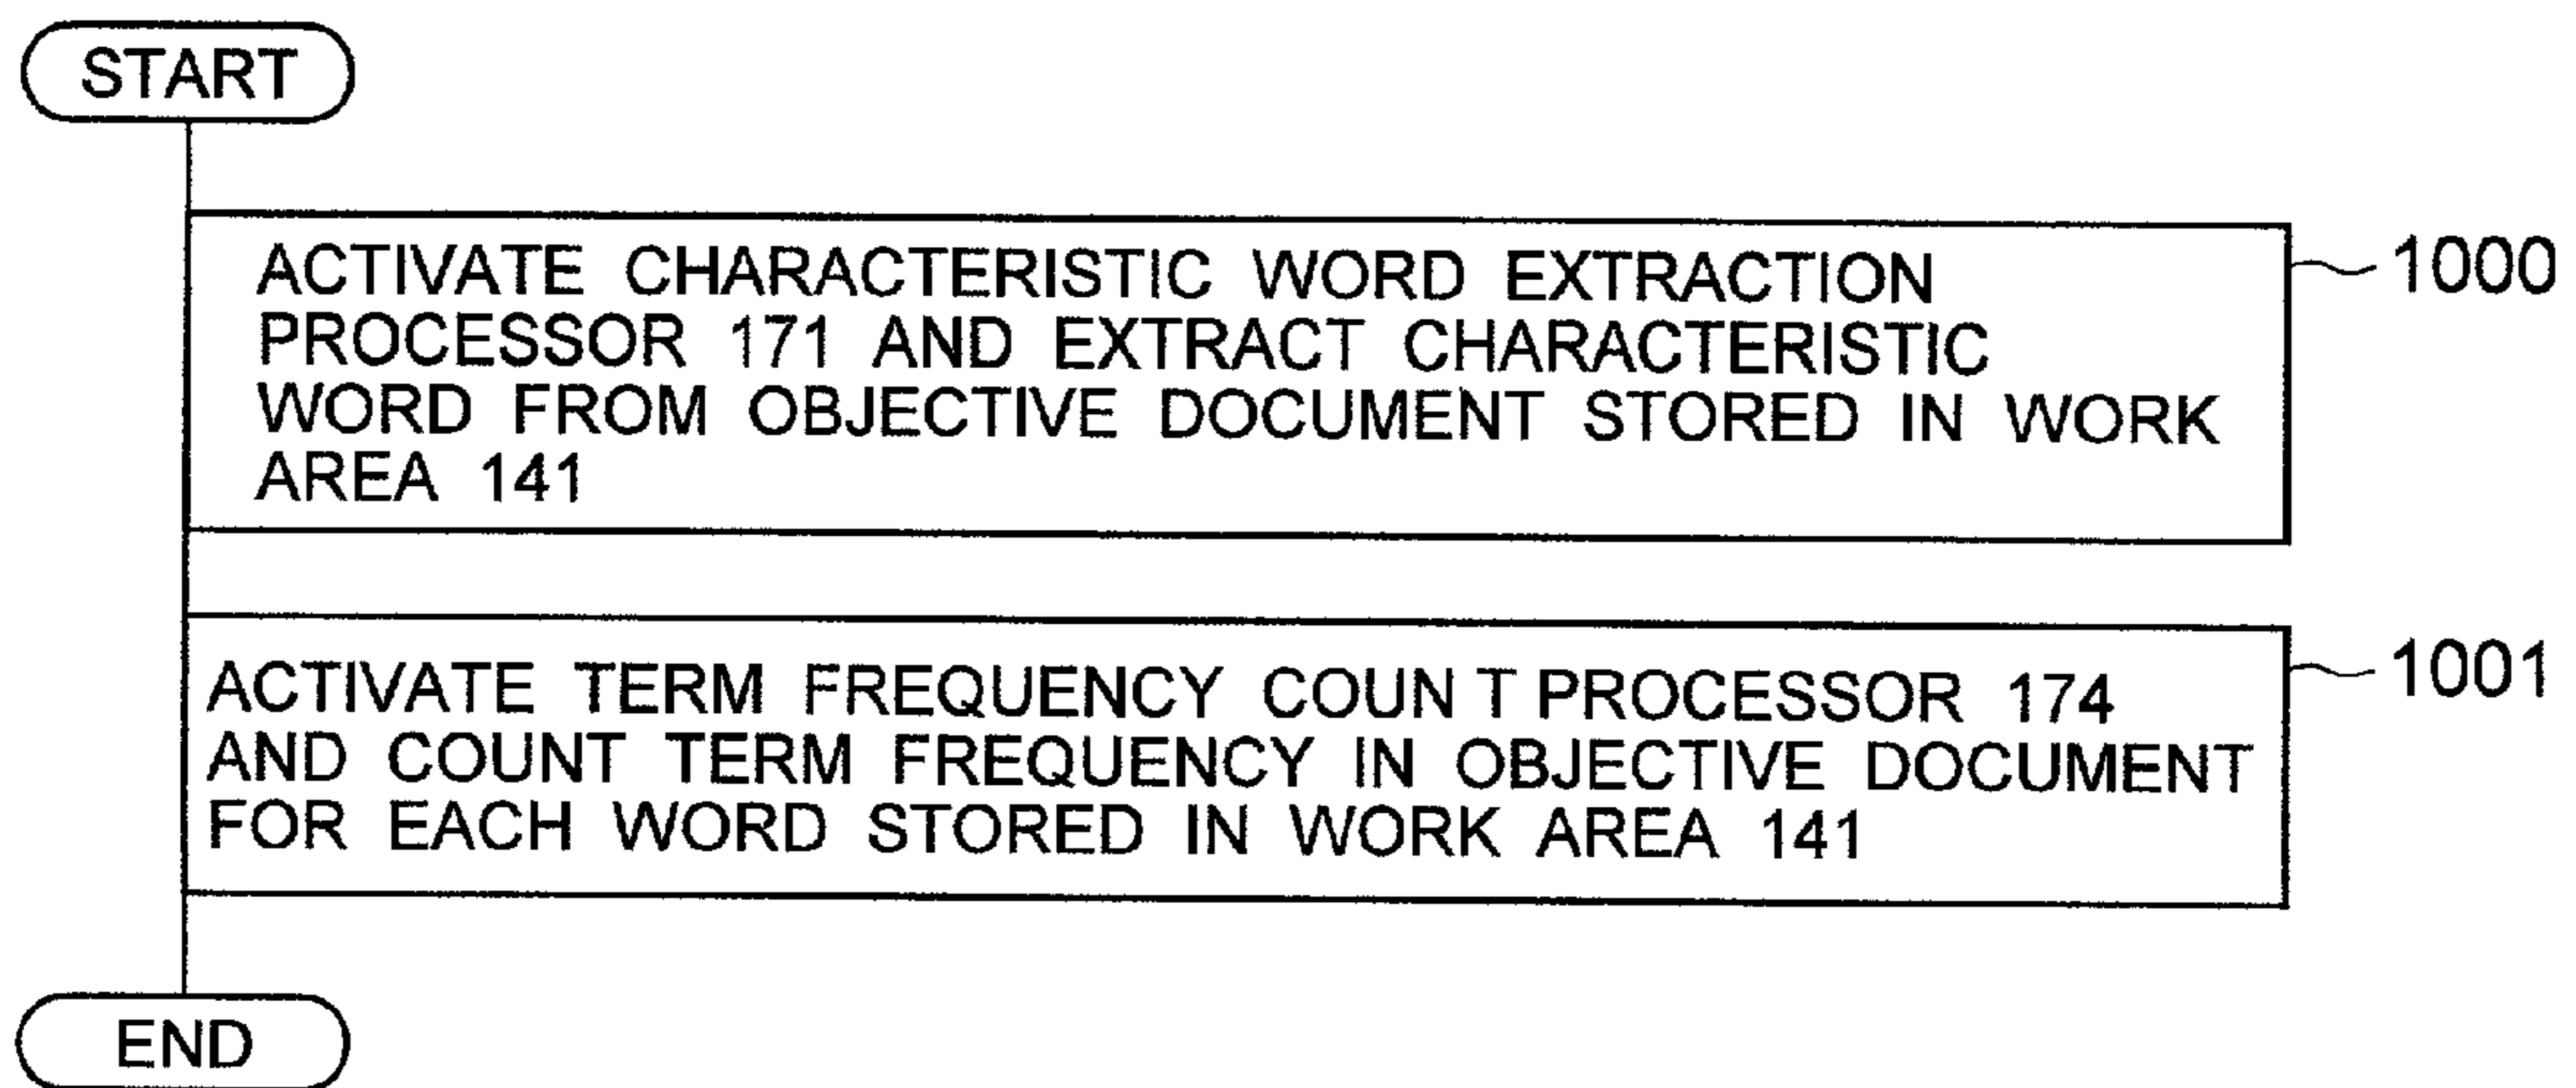 START
ACTIVATE CHARACTERISTIC WORD EXTRACTION
PROCESSOR 171 AND EXTRACT CHARACTERISTIC
WORD FROM OBJECTIVE DOCUMENT STORED IN WORK
AREA 141
1000
ACTIVATE TERM FREQUENCY COUN T PROCESSOR 174
AND COUNT TERM FREQUENCY IN OBJECTIVE DOCUMENT
FOR EACH WORD STORED IN WORK AREA 141
1001
END